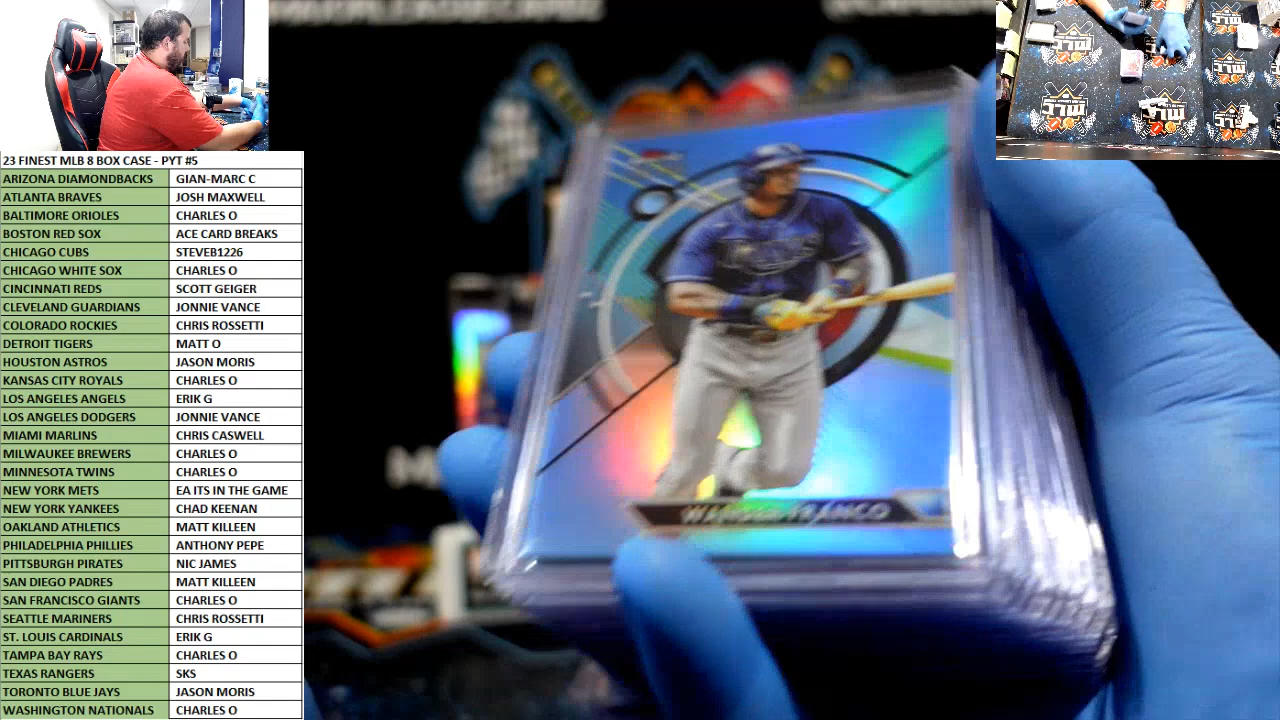 23 FINEST MLB 8 BOX CASE - PYT #5
ARIZONA DIAMONDBACKS GIAN-MARC C
ATLANTA BRAVES JOSH MAXWELL
BALTIMORE ORIOLES CHARLES O
BOSTON RED SOX ACE CARD BREAKS
CHICAGO CUBS STEVEB1226
CHICAGO WHITE SOX CHARLES O
CINCINNATI REDS SCOTT GEIGER
CLEVELAND GUARDIANS JONNIE VANCE
COLORADO ROCKIES CHRIS ROSSETTI
DETROIT TIGERS MATT O
HOUSTON ASTROS JASON MORIS
KANSAS CITY ROYALS CHARLES O
LOS ANGELES ANGELS ERIK G
LOS ANGELES DODGERS JONNIE VANCE
MIAMI MARLINS CHRIS CASWELL
MILWAUKEE BREWERS CHARLES O
MINNESOTA TWINS CHARLES O
NEW YORK METS EA ITS IN THE GAME
NEW YORK YANKEES CHAD KEENAN
OAKLAND ATHLETICS MATT KILLEEN
PHILADELPHIA PHILLIES ANTHONY PEPE
PITTSBURGH PIRATES NIC JAMES
SAN DIEGO PADRES MATT KILLEEN
SAN FRANCISCO GIANTS CHARLES O
SEATTLE MARINERS CHRIS ROSSETTI
ST. LOUIS CARDINALS ERIK G
TAMPA BAY RAYS CHARLES O
TEXAS RANGERS SKS
TORONTO BLUE JAYS JASON MORIS
WASHINGTON NATIONALS CHARLES O
WANDER FRANCO